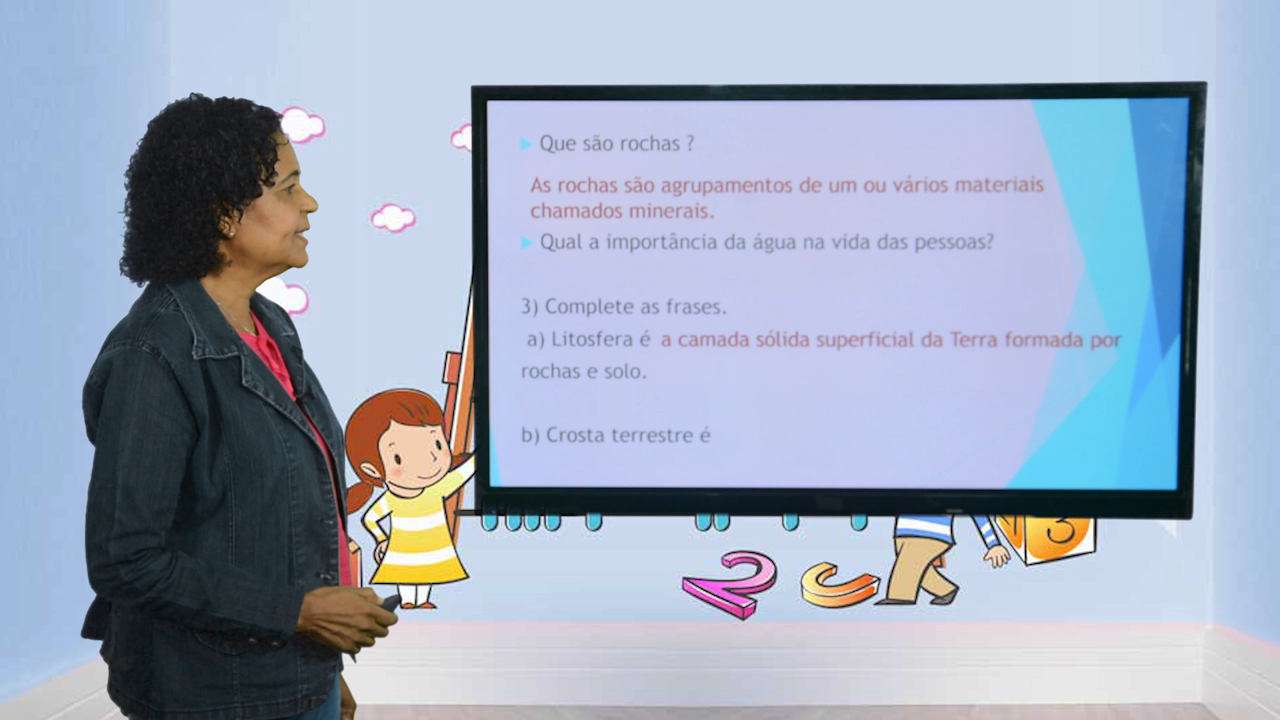 Que são rochas ?
As rochas são agrupamentos de um ou vários materiais
chamados minerais.
Qual a importância da água na vida das pessoas?
3) Complete as frases.
a) Litosfera é a camada sólida superficial da Terra formada por
rochas e solo.
b) Crosta terrestre é
2
3